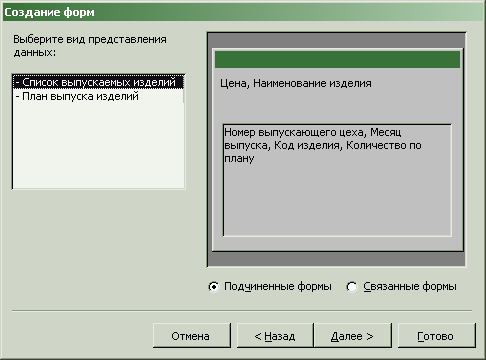 Создание форм
Выберите вид представления
данных:
- Список выпускаемых изделий
- План выпуска изделий
Цена, Наименование изделия
Номер выпускающего цеха, Месяц
выпуска, Код изделия, Количество по
плану
Подчиненные формы
Связанные формы
Отмена
< Назад
Далее >
Готово